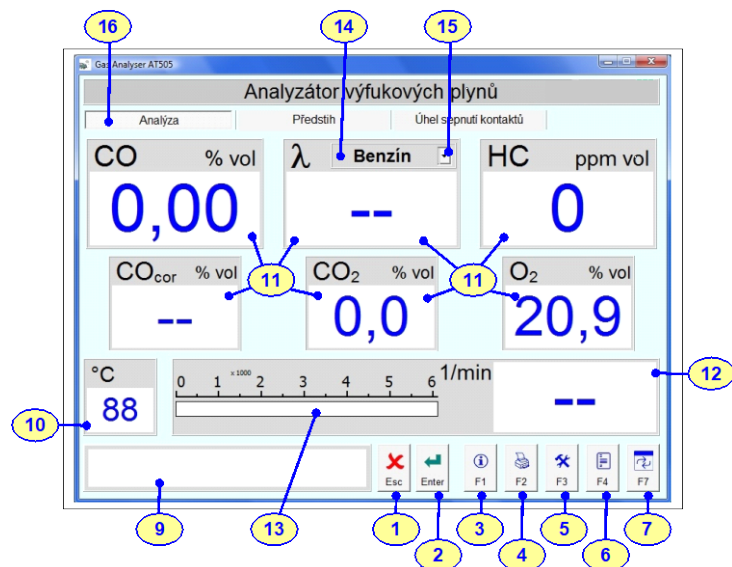 16
14
15
Gas Analyser AT505
Analyzátor výfukových plynů
Analýza
Předstih
Úhel sepnutí kontaktů
CO % vol
0,00
λ Benzín
--
HC ppm vol
0
COcor % vol
--
11
CO2 % vol
0,0
11
O2 % vol
20,9
°C
88
0 1 x 1000 2 3 4 5 6 1/min
--
12
10
Esc
Enter
F1
F2
F3
F4
F7
9
13
1
2
3
4
5
6
7